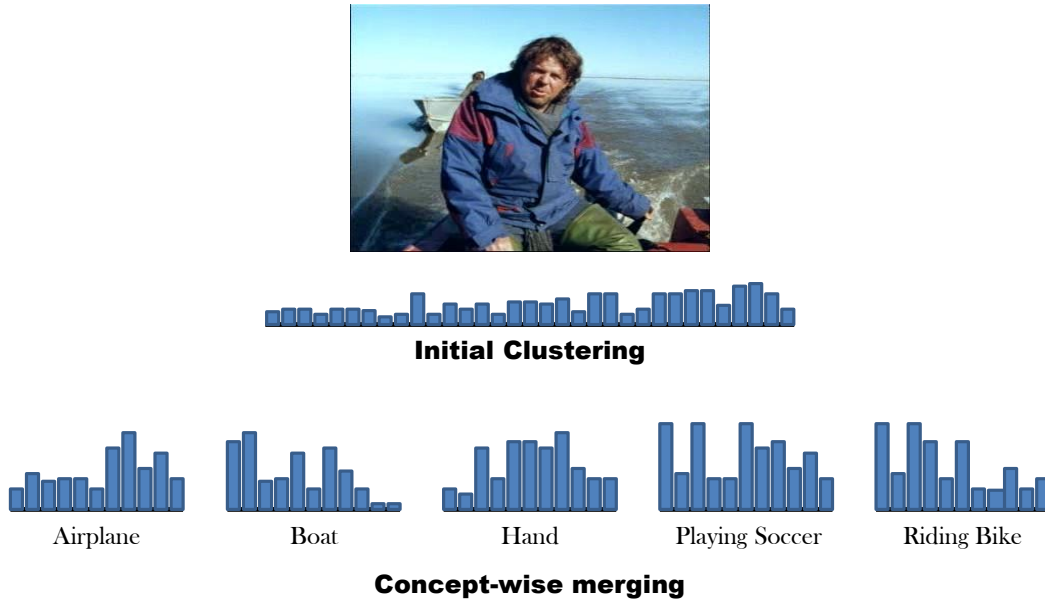 Initial Clustering
Airplane Boat Hand Playing Soccer Riding Bike
Concept-wise merging